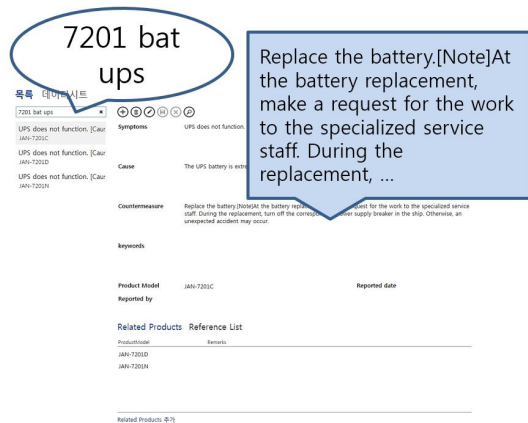 7201 bat
ups
Replace the battery.[Note]At
the battery replacement,
make a request for the work
to the specialized service
staff. During the
replacement, ...
목록 데이터시트
7201 bat ups
UPS does not function. [Caus
JAN-7201C
UPS does not function. [Caus
JAN-7201D
UPS does not function. [Caus
JAN-7201N
Symptoms UPS does not function.
Cause The UPS battery is extre
Countermeasure Replace the battery.[Note]At the battery repla quest for the work to the specialized service
staff. During the replacement, turn off the correspo wer supply breaker in the ship. Otherwise, an
unexpected accident may occur.
keywords
Product Model JAN-7201C Reported date
Reported by
Related Products Reference List
ProductModel Remarks
JAN-7201D
JAN-7201N
Related Products 추가